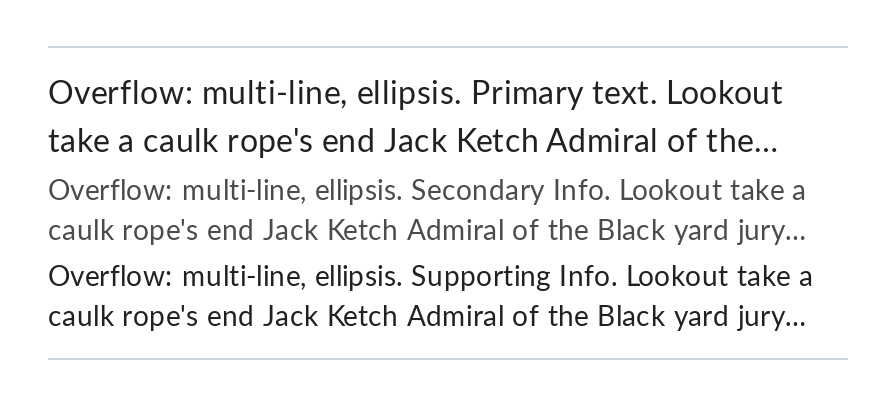 Overflow: multi-line, ellipsis. Primary text. Lookout
take a caulk rope's end Jack Ketch Admiral of the...
Overflow: multi-line, ellipsis. Secondary Info. Lookout take a
caulk rope's end Jack Ketch Admiral of the Black yard jury...
Overflow: multi-line, ellipsis. Supporting Info. Lookout take a
caulk rope's end Jack Ketch Admiral of the Black yard jury...